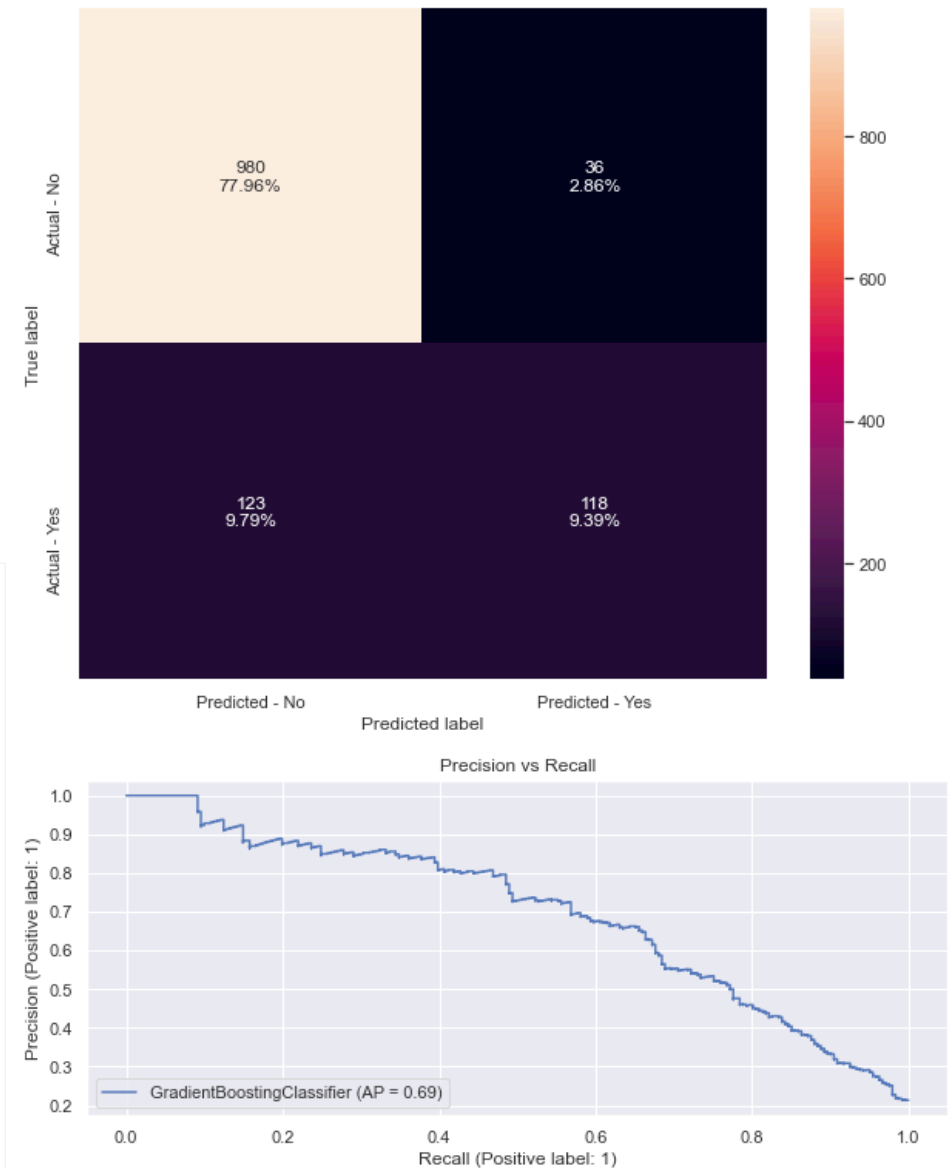 980
77.96%
36
2.86%
123
9.79%
118
9.39%
Actual - No
Actual - Yes
True label
Predicted - No
Predicted - Yes
Predicted label
800
600
400
200
Precision vs Recall
1.0
0.9
0.8
0.7
0.6
0.5
0.4
0.3
0.2
Precision (Positive label: 1)
GradientBoostingClassifier (AP = 0.69)
0.0
0.2
0.4
0.6
0.8
1.0
Recall (Positive label: 1)